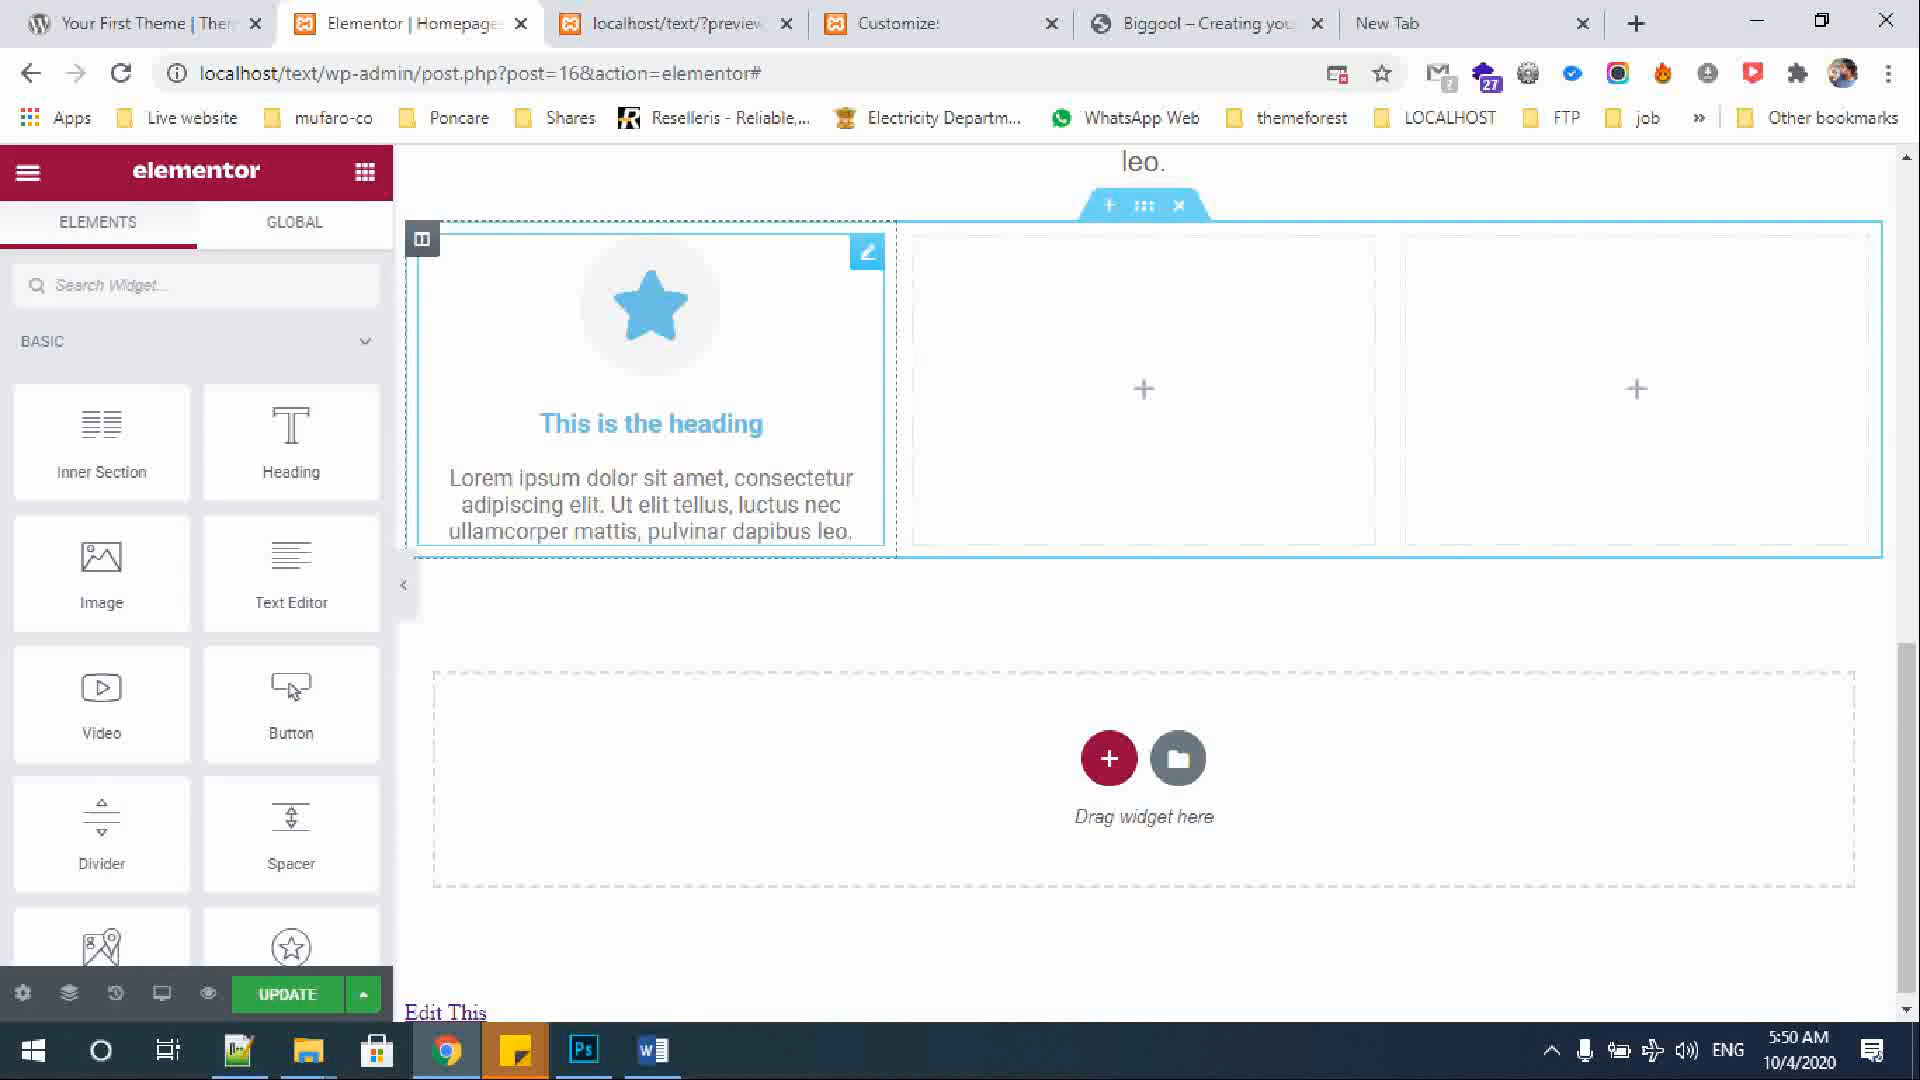 Your First Theme | Them
Elementor | Homepage
localhost/text/?preview
Customize:
Biggool – Creating you
New Tab
localhost/text/wp-admin/post.php?post=16&action=elementor#
?
27
Apps
Live website
mufaro-co
Poncare
Shares
R
Reselleris - Reliable,...
Electricity Departm...
WhatsApp Web
themeforest
LOCALHOST
FTP
job
»
Other bookmarks
elementor
ELEMENTS
GLOBAL
Search Widget...
BASIC
Inner Section
Heading
Image
Text Editor
Video
Button
Divider
Spacer
UPDATE
leo.
This is the heading
Lorem ipsum dolor sit amet, consectetur
adipiscing elit. Ut elit tellus, luctus nec
ullamcorper mattis, pulvinar dapibus leo.
Drag widget here
Edit This
Ps
W
ENG
5:50 AM
10/4/2020